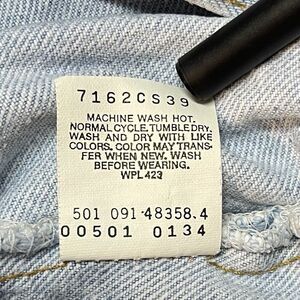 7162CS39
MACHINE WASH HOT.
NORMAL CYCLE. TUMBLE DRY.
WASH AND DRY WITH LIKE
COLORS. COLOR MAY TRANS-
FER WHEN NEW. WASH
BEFORE WEARING.
WPL 423
501 091-48358.4
00501 0134